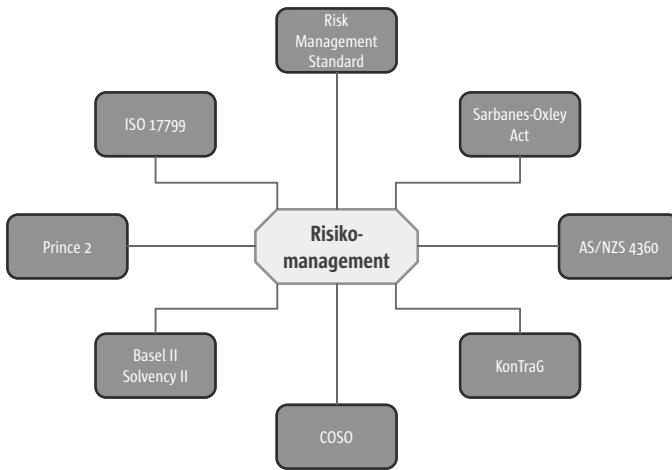 Risk
Management
Standard
ISO 17799
Sarbanes-Oxley
Act
Prince 2
Risiko-
management
AS/NZS 4360
Basel II
Solvency II
KonTraG
COSO